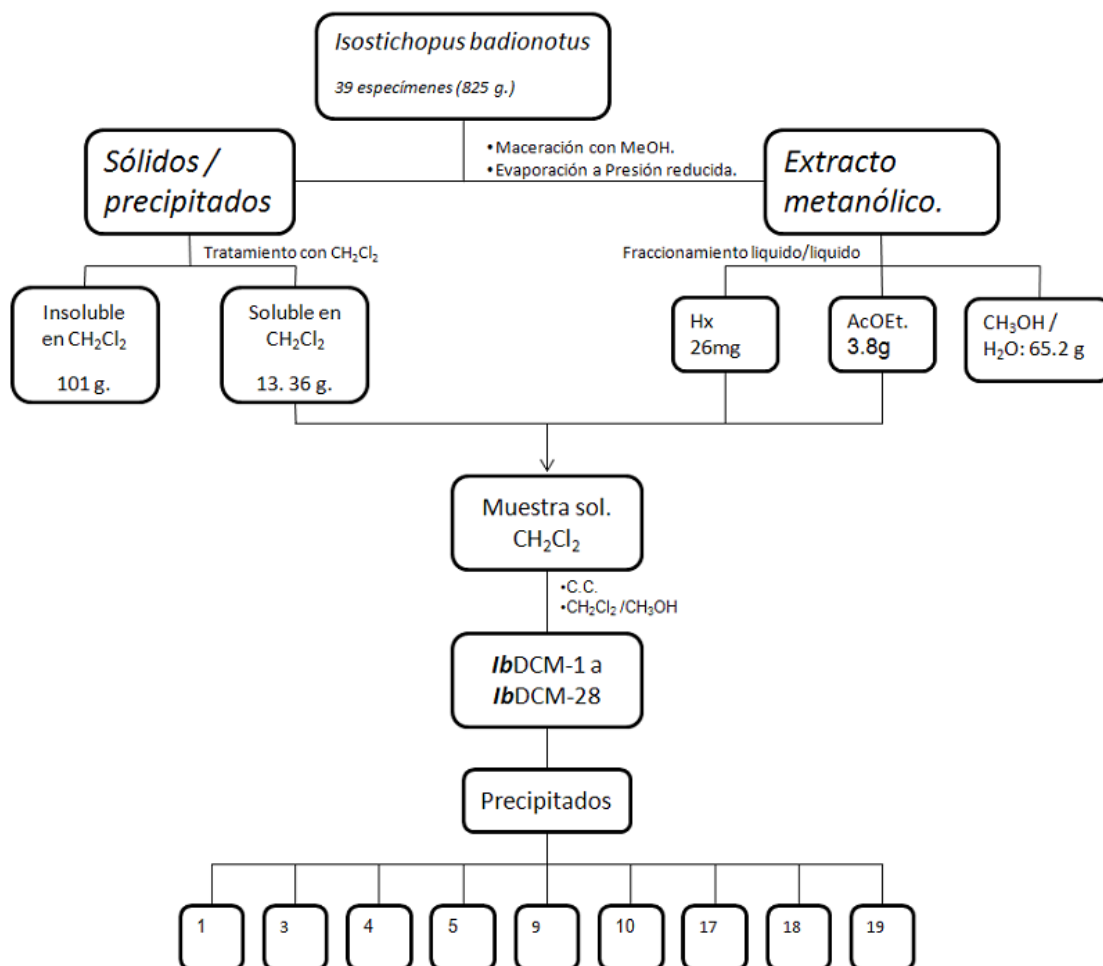 Isostichopus badionotus
39 especímenes (825 g.)
•Maceración con MeOH.
•Evaporación a Presión reducida.
Sólidos /
precipitados
Extracto
metanólico.
Tratamiento con CH₂Cl₂
Fraccionamiento liquido/liquido
Insoluble
en CH₂Cl₂
101 g.
Soluble en
CH₂Cl₂
13. 36 g.
Hx
26mg
AcOEt.
3.8g
CH₃OH /
H₂O: 65.2 g
Muestra sol.
CH₂Cl₂
•C.C.
•CH₂Cl₂ /CH₃OH
IbDCM-1 a
IbDCM-28
Precipitados
1 3 4 5 9 10 17 18 19